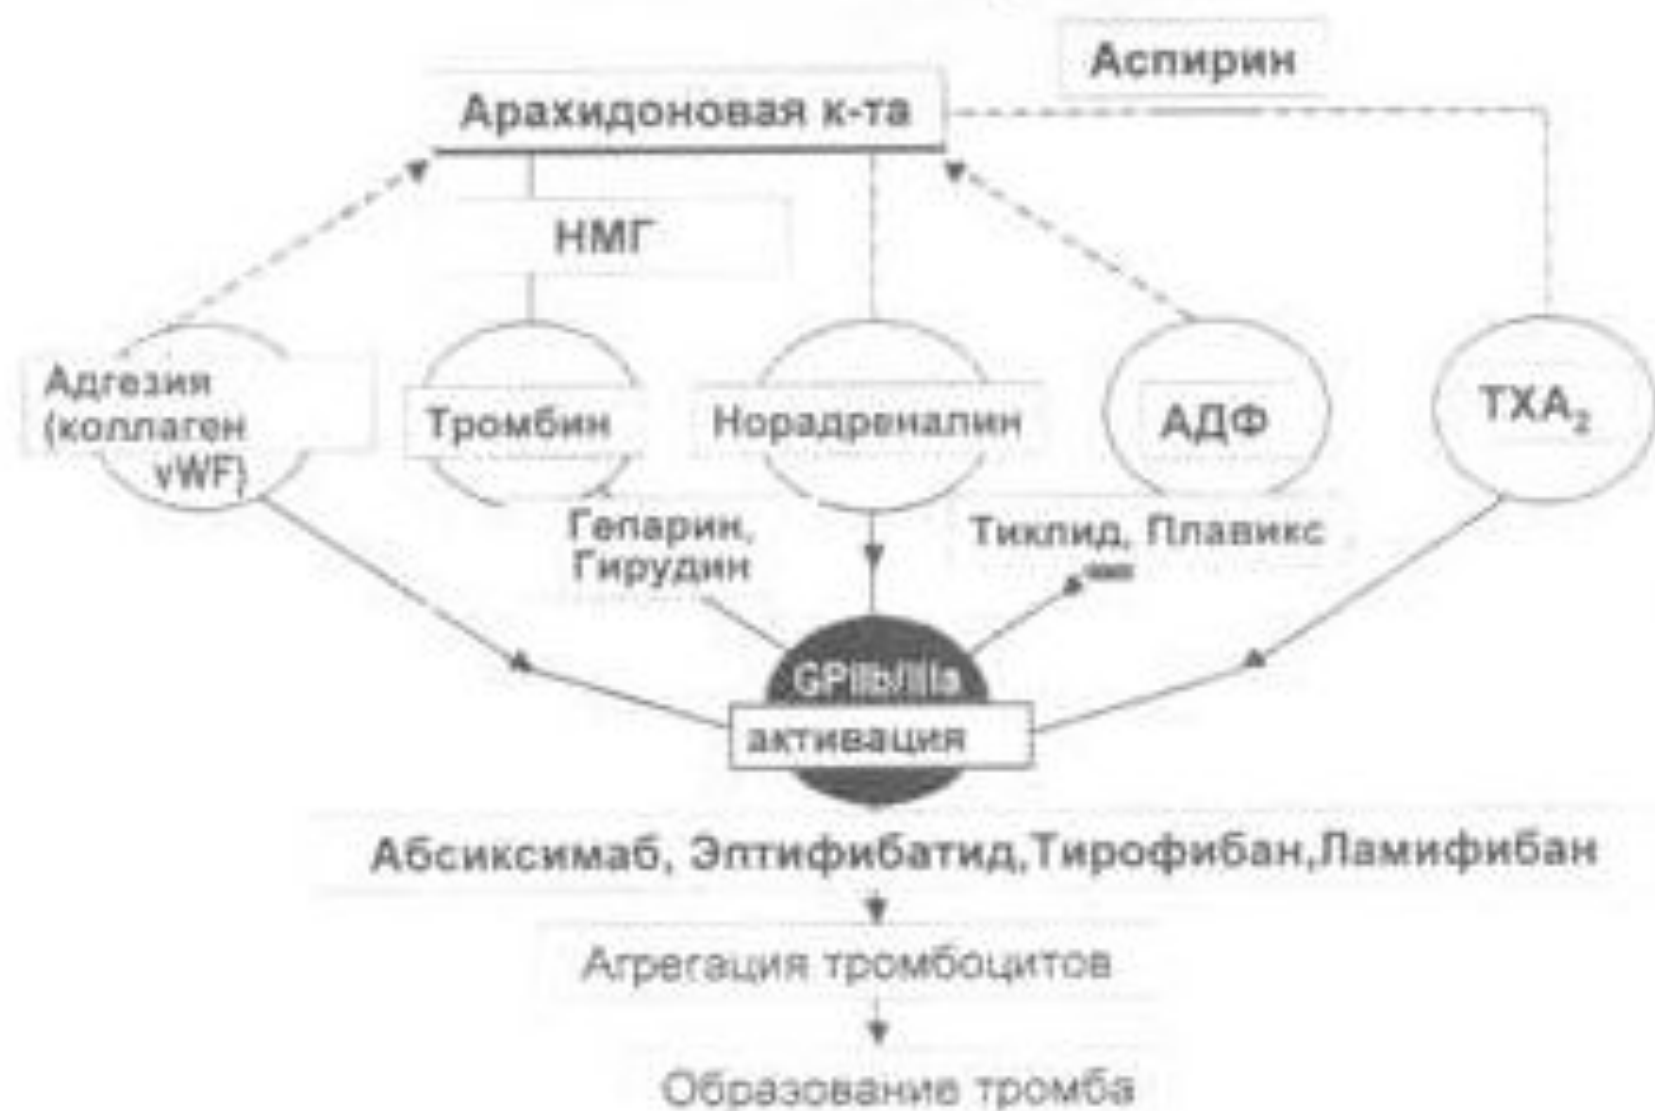 Аспирин
Арахидоновая к-та
НМГ
Адгезия
(коллаген
vWF)
Тромбин
Норадреналин
АДФ
TXA₂
Гепарин,
Гирудин
Тиклид, Плавикс
GPIIb/IIIa
активация
Абсиксимаб, Эптифибатид,Тирофибан,Ламифибан
Агрегация тромбоцитов
Образование тромба